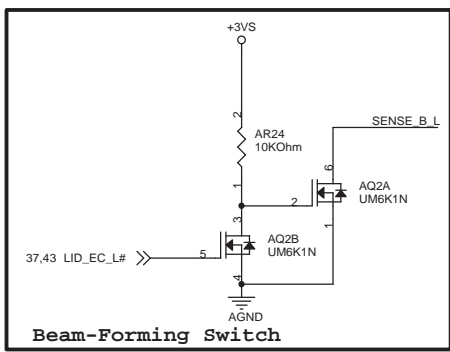 +3VS
2
AR24
10KOhm
1
SENSE_B_L
6
2
AQ2A
UM6K1N
1
3
AQ2B
UM6K1N
5
37,43 LID_EC_L#
4
AGND
Beam-Forming Switch